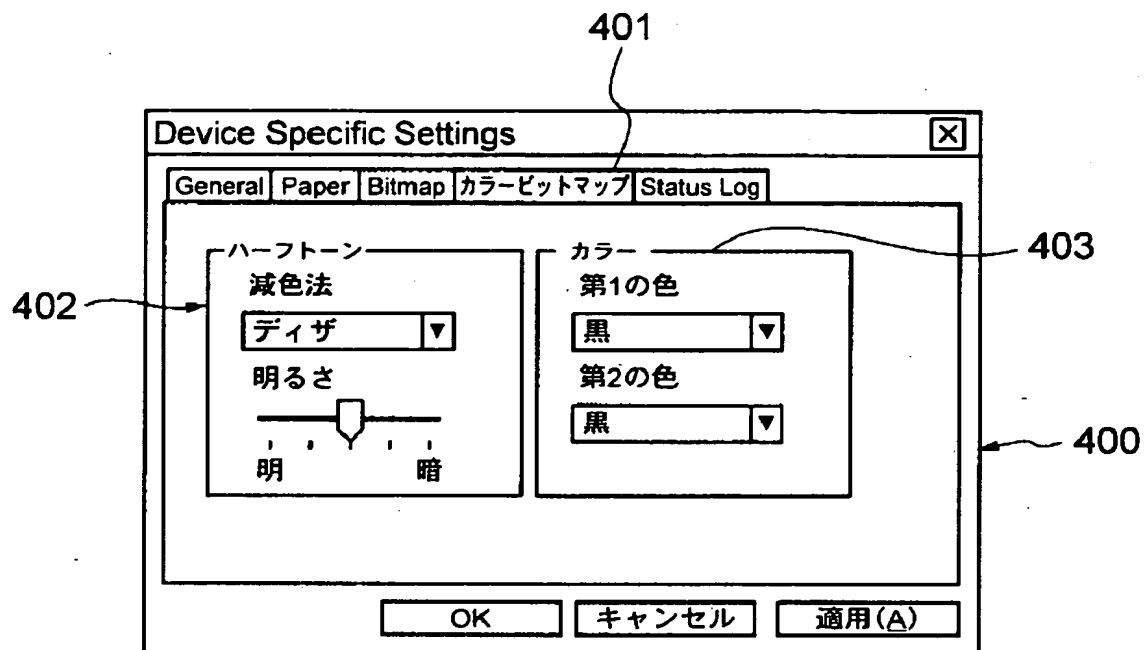 401
Device Specific Settings
General Paper Bitmap カラービットマップ Status Log
ハーフトーン
減色法
ディザ
明るさ
明 暗
カラー
第1の色
黒
第2の色
黒
402
403
400
OK キャンセル 適用(A)